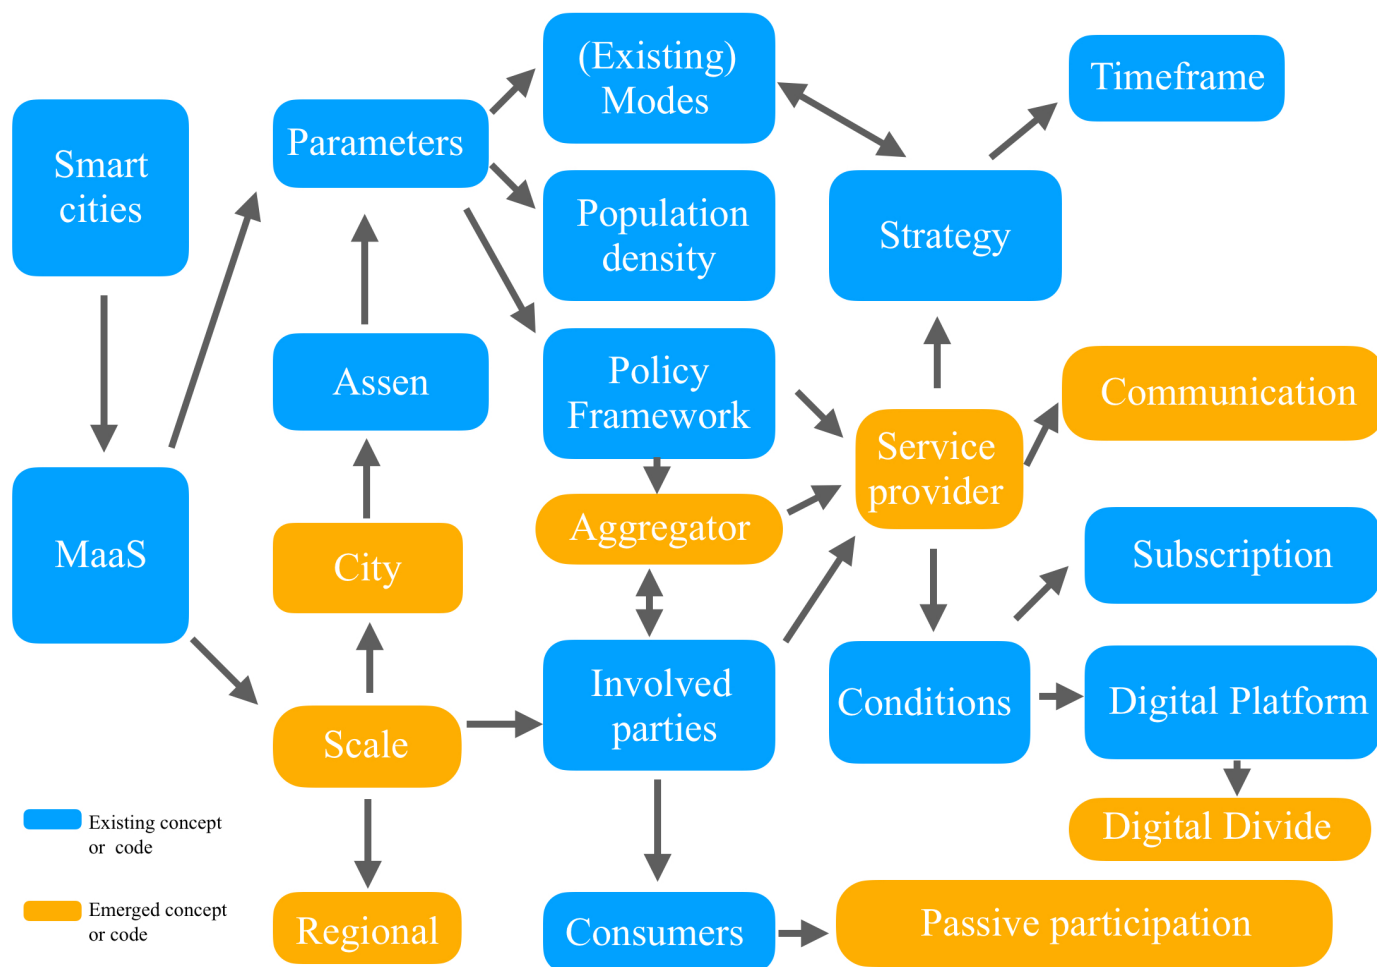 (Existing)
Modes
Timeframe
Smart
cities
Parameters
Population
density
Strategy
Assen
Policy
Framework
Communication
Service
provider
MaaS
City
Aggregator
Subscription
Scale
Involved
parties
Conditions
Digital Platform
Digital Divide
Existing concept
or code
Emerged concept
or code
Regional
Consumers
Passive participation